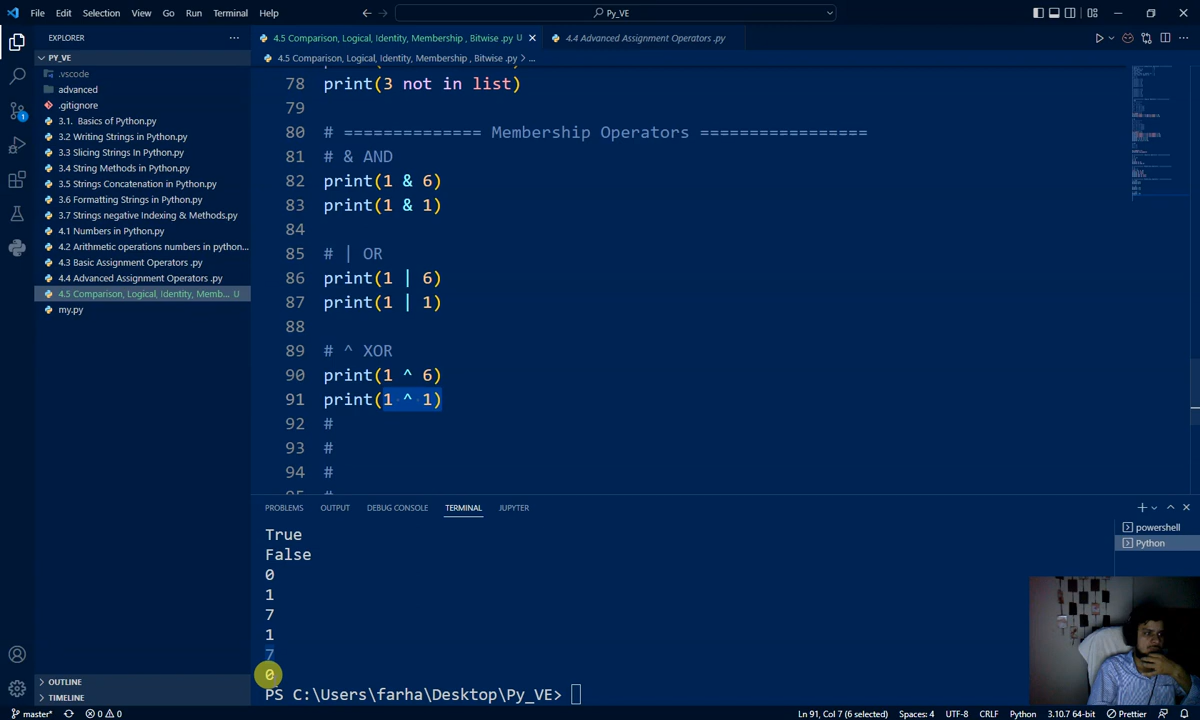 File Edit Selection View Go Run Terminal Help
Py_VE
EXPLORER
PY_VE
.vscode
advanced
.gitignore
3.1. Basics of Python.py
3.2 Writing Strings in Python.py
3.3 Slicing Strings In Python.py
3.4 String Methods in Python.py
3.5 Strings Concatenation in Python.py
3.6 Formatting Strings in Python.py
3.7 Strings negative Indexing & Methods.py
4.1 Numbers in Python.py
4.2 Arithmetic operations numbers in python...
4.3 Basic Assignment Operators .py
4.4 Advanced Assignment Operators .py
4.5 Comparison, Logical, Identity, Memb... U
my.py
OUTLINE
TIMELINE
4.5 Comparison, Logical, Identity, Membership , Bitwise .py U
4.4 Advanced Assignment Operators .py
4.5 Comparison, Logical, Identity, Membership , Bitwise .py > ...
78 print(3 not in list)
79
80 # ============== Membership Operators =================
81 # & AND
82 print(1 & 6)
83 print(1 & 1)
84
85 # | OR
86 print(1 | 6)
87 print(1 | 1)
88
89 # ^ XOR
90 print(1 ^ 6)
91 print(1 ^ 1)
92 #
93 #
94 #
PROBLEMS OUTPUT DEBUG CONSOLE TERMINAL JUPYTER
True
False
0
1
7
1
7
0
PS C:\Users\farha\Desktop\Py_VE>
powershell
Python
1
master* 0 0 Ln 91, Col 7 (6 selected) Spaces: 4 UTF-8 CRLF Python 3.10.7 64-bit Prettier